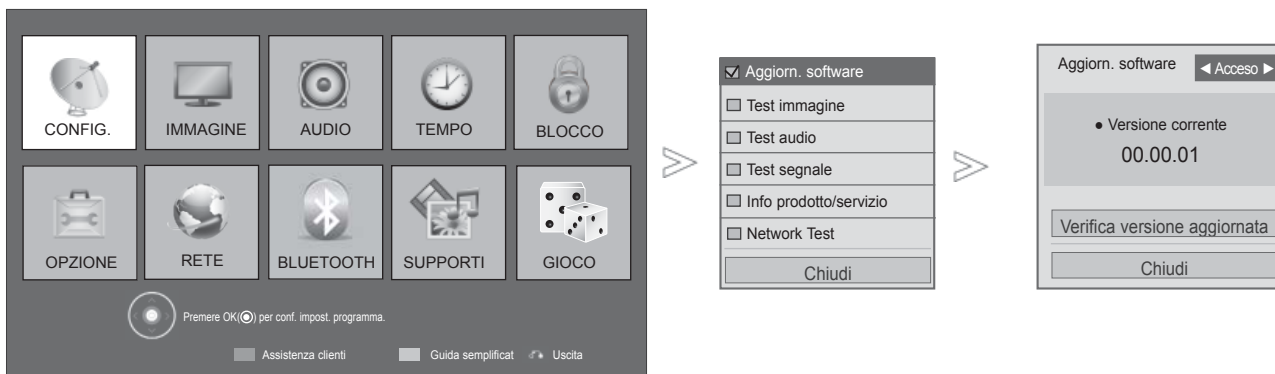 CONFIG.
IMMAGINE
AUDIO
TEMPO
BLOCCO
OPZIONE
RETE
BLUETOOTH
SUPPORTI
GIOCO
Premere OK(◉) per conf. impost. programma.
Assistenza clienti
Guida semplificat
Uscita
Aggiorn. software
Test immagine
Test audio
Test segnale
Info prodotto/servizio
Network Test
Chiudi
Aggiorn. software ◄ Acceso ►
● Versione corrente
00.00.01
Verifica versione aggiornata
Chiudi